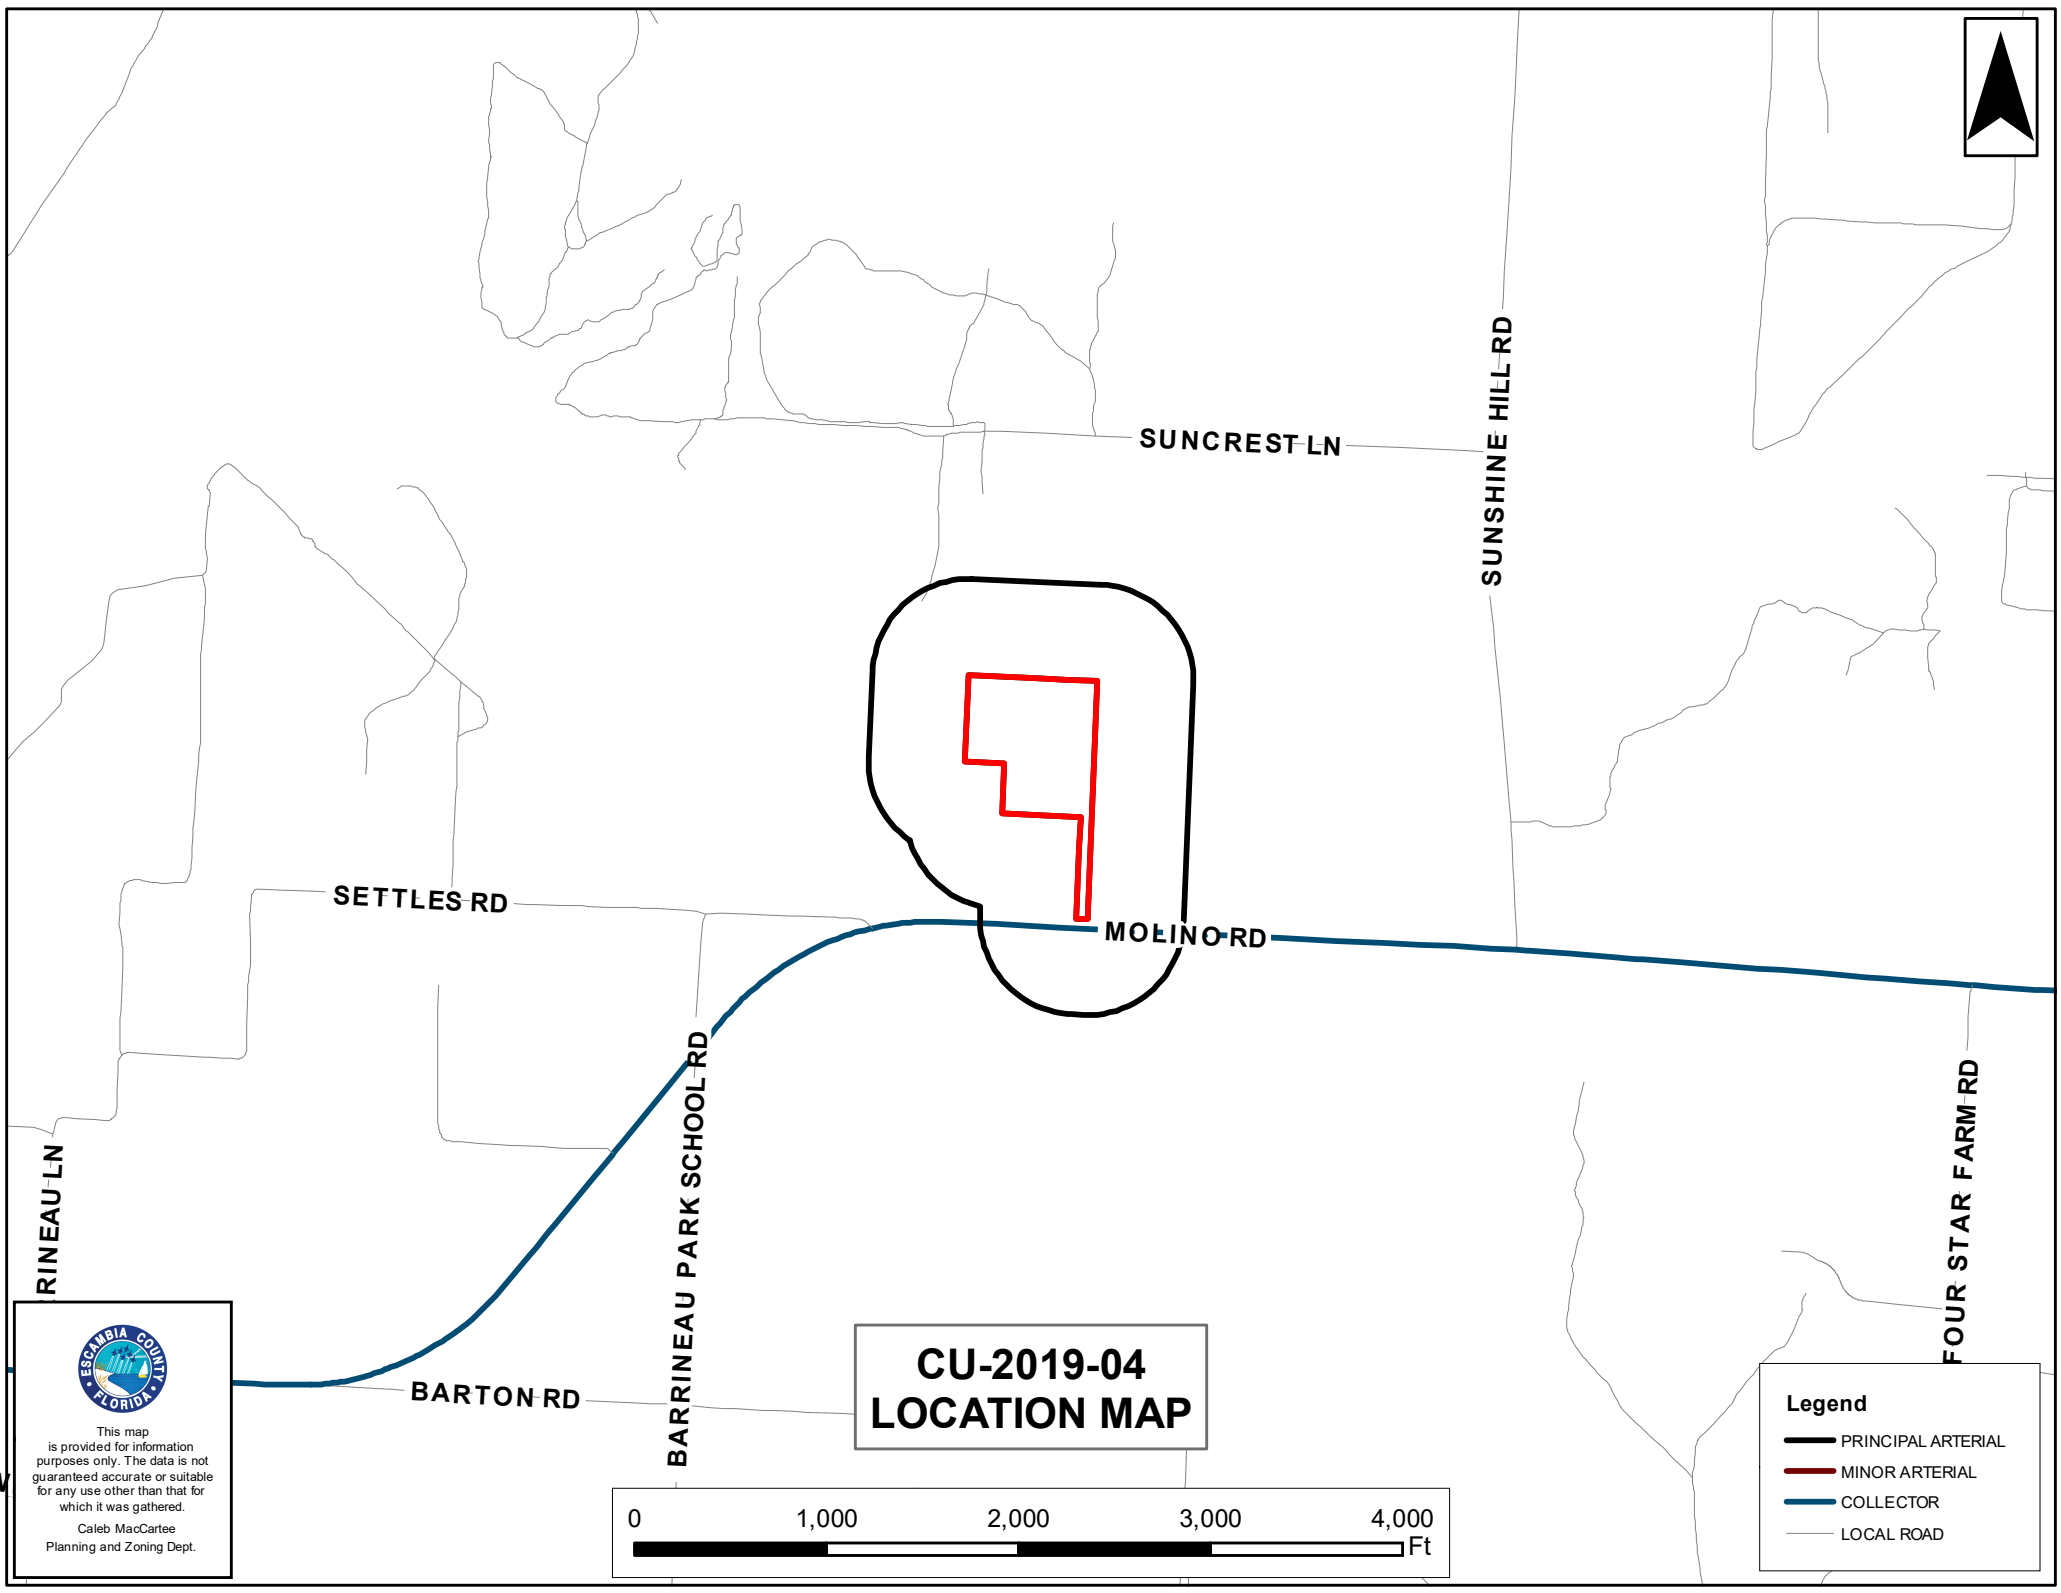 SUNCREST LN
SUNSHINE HILL RD
SETTLES RD
MOLINO RD
BARRINEAU PARK SCHOOL RD
FOUR STAR FARM RD
RRINEAU LN
BARTON RD
CU-2019-04
LOCATION MAP
ESCAMBIA COUNTY
FLORIDA
This map
is provided for information
purposes only. The data is not
guaranteed accurate or suitable
for any use other than that for
which it was gathered.
Caleb MacCartee
Planning and Zoning Dept.
0 1,000 2,000 3,000 4,000
Ft
Legend
PRINCIPAL ARTERIAL
MINOR ARTERIAL
COLLECTOR
LOCAL ROAD